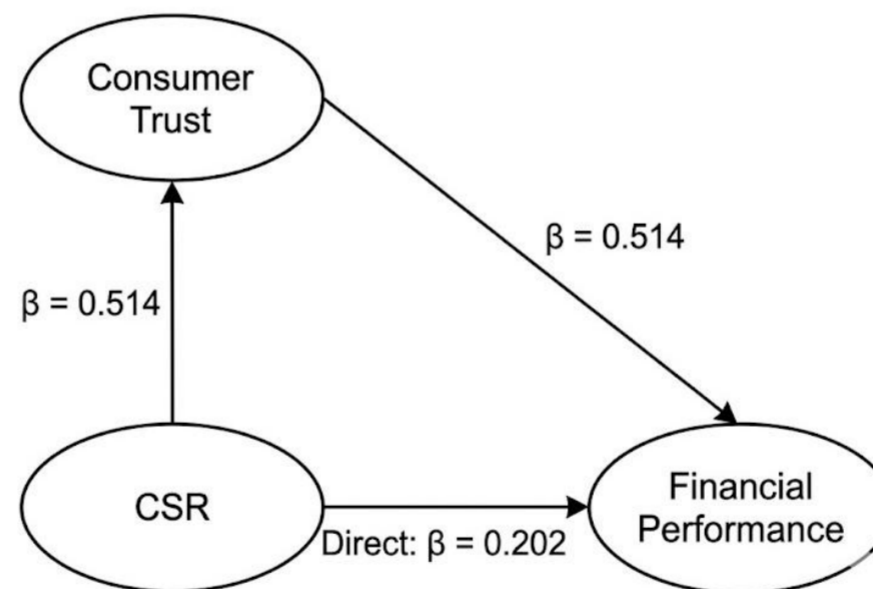 Consumer
Trust
β = 0.514
β = 0.514
CSR
Direct: β = 0.202
Financial
Performance